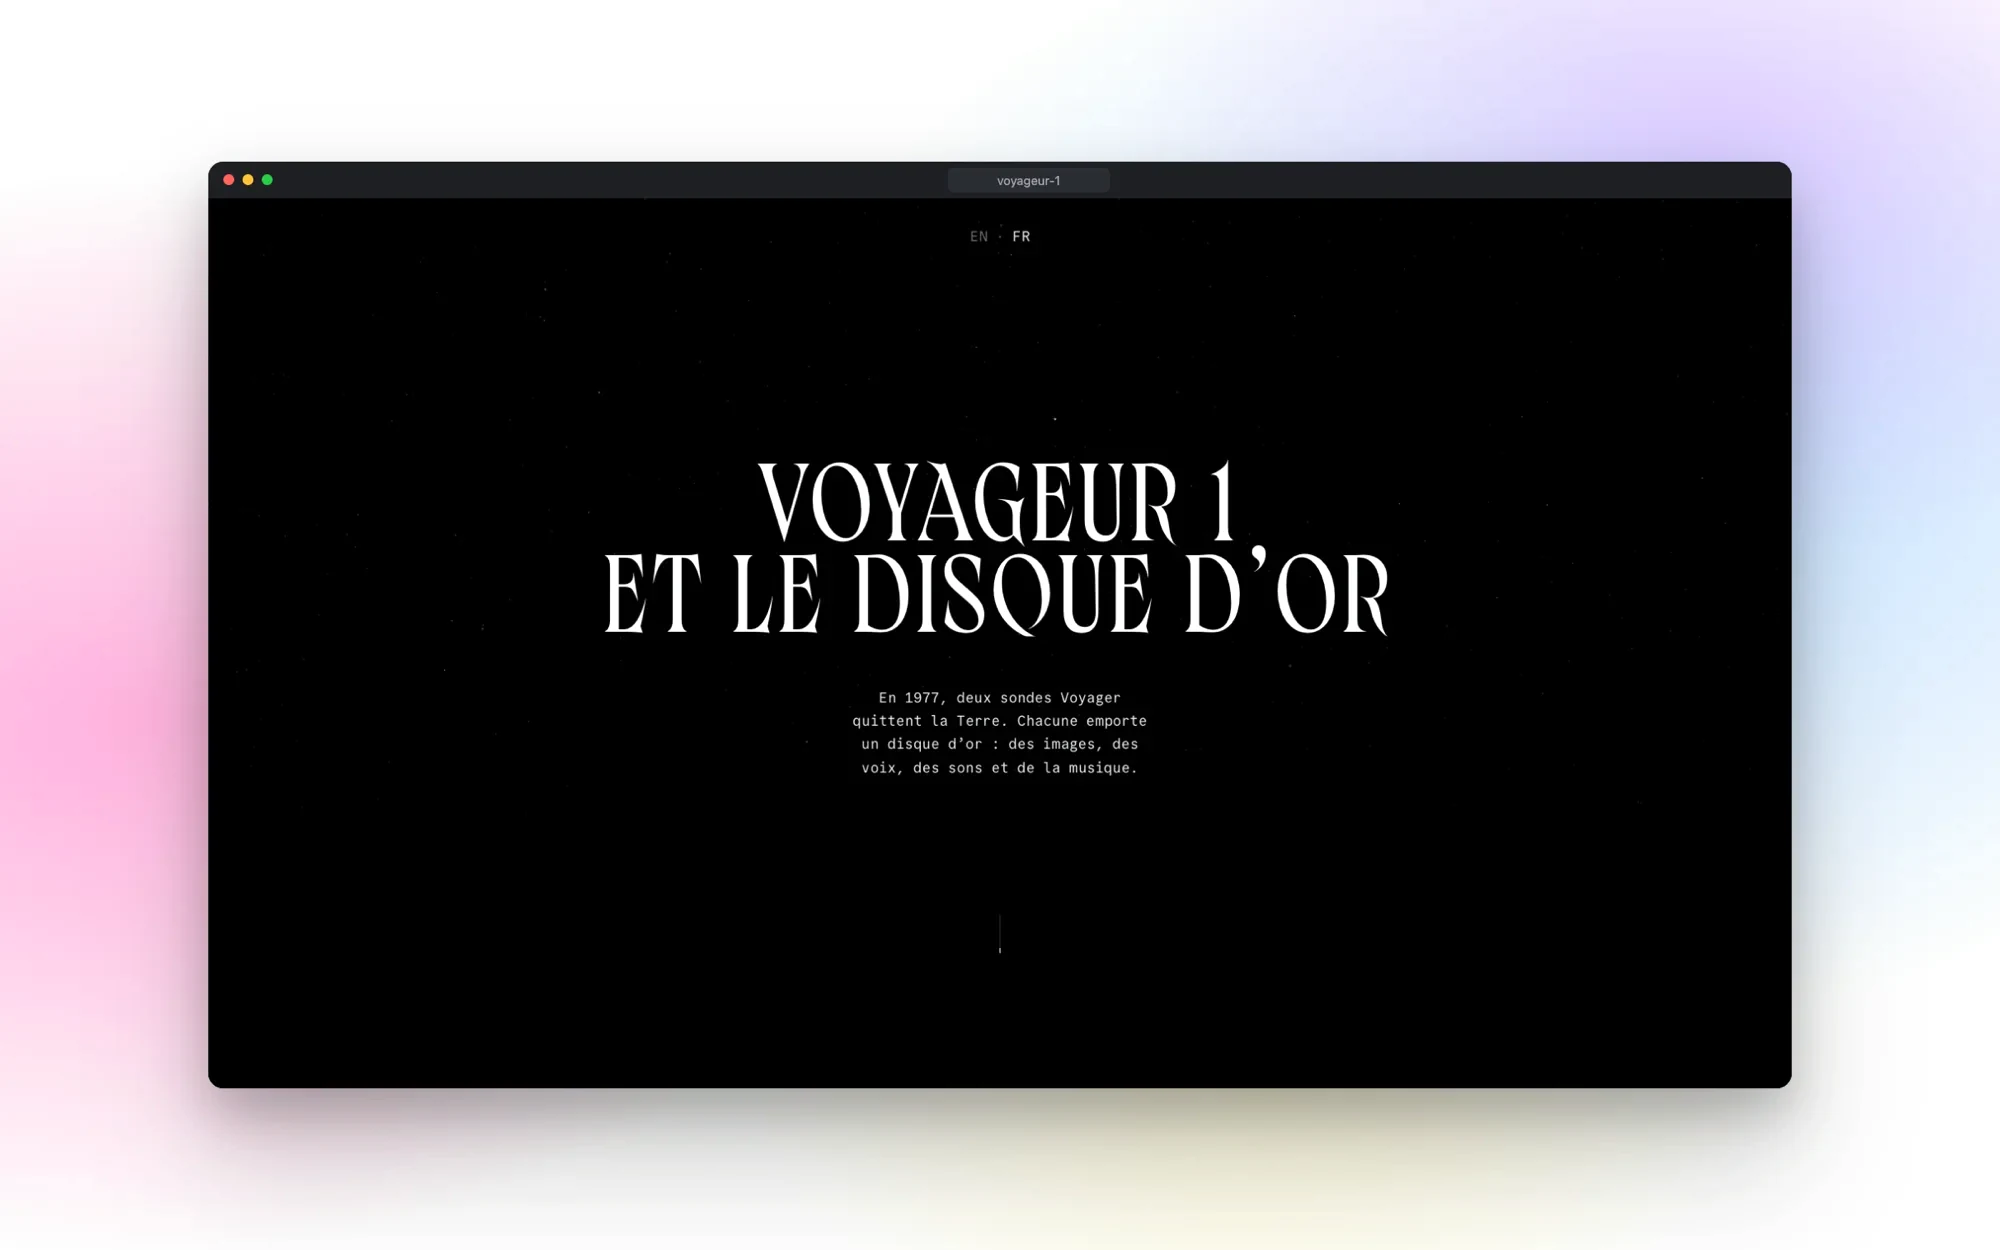 voyageur-1
EN · FR
VOYAGEUR 1
ET LE DISQUE D’OR
En 1977, deux sondes Voyager
quittent la Terre. Chacune emporte
un disque d’or : des images, des
voix, des sons et de la musique.